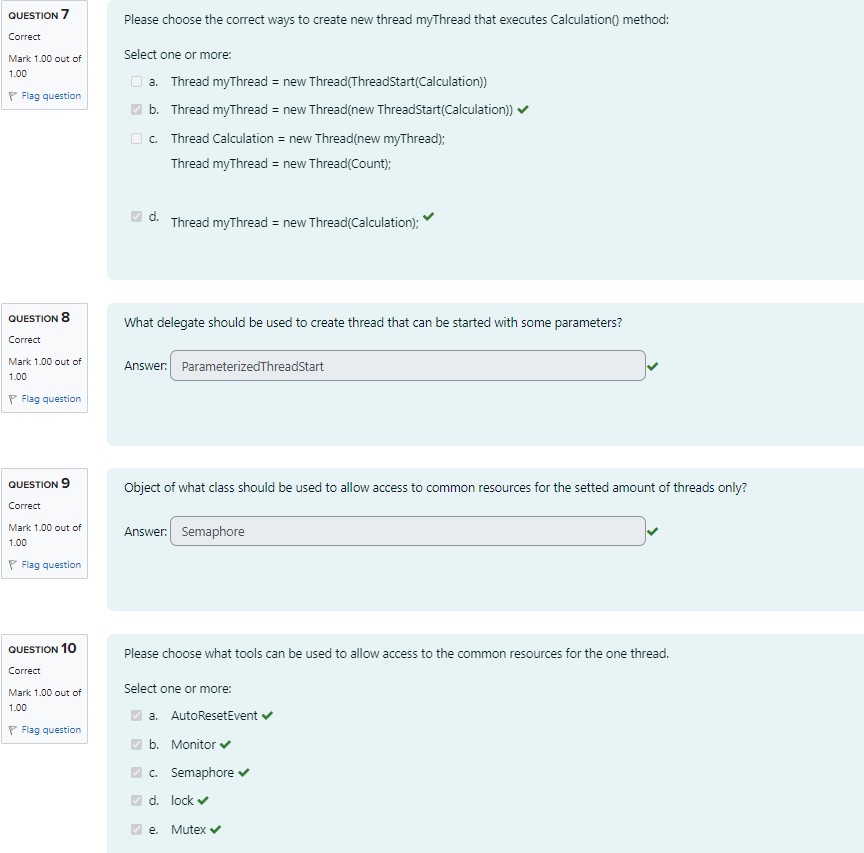 QUESTION 7
Correct
Mark 1.00 out of
1.00
Flag question
Please choose the correct ways to create new thread myThread that executes Calculation() method:
Select one or more:
a. Thread myThread = new Thread(ThreadStart(Calculation))
b. Thread myThread = new Thread(new ThreadStart(Calculation))
c. Thread Calculation = new Thread(new myThread);
Thread myThread = new Thread(Count);
d. Thread myThread = new Thread(Calculation);
QUESTION 8
Correct
Mark 1.00 out of
1.00
Flag question
What delegate should be used to create thread that can be started with some parameters?
Answer: ParameterizedThreadStart
QUESTION 9
Correct
Mark 1.00 out of
1.00
Flag question
Object of what class should be used to allow access to common resources for the setted amount of threads only?
Answer: Semaphore
QUESTION 10
Correct
Mark 1.00 out of
1.00
Flag question
Please choose what tools can be used to allow access to the common resources for the one thread.
Select one or more:
a. AutoResetEvent
b. Monitor
c. Semaphore
d. lock
e. Mutex